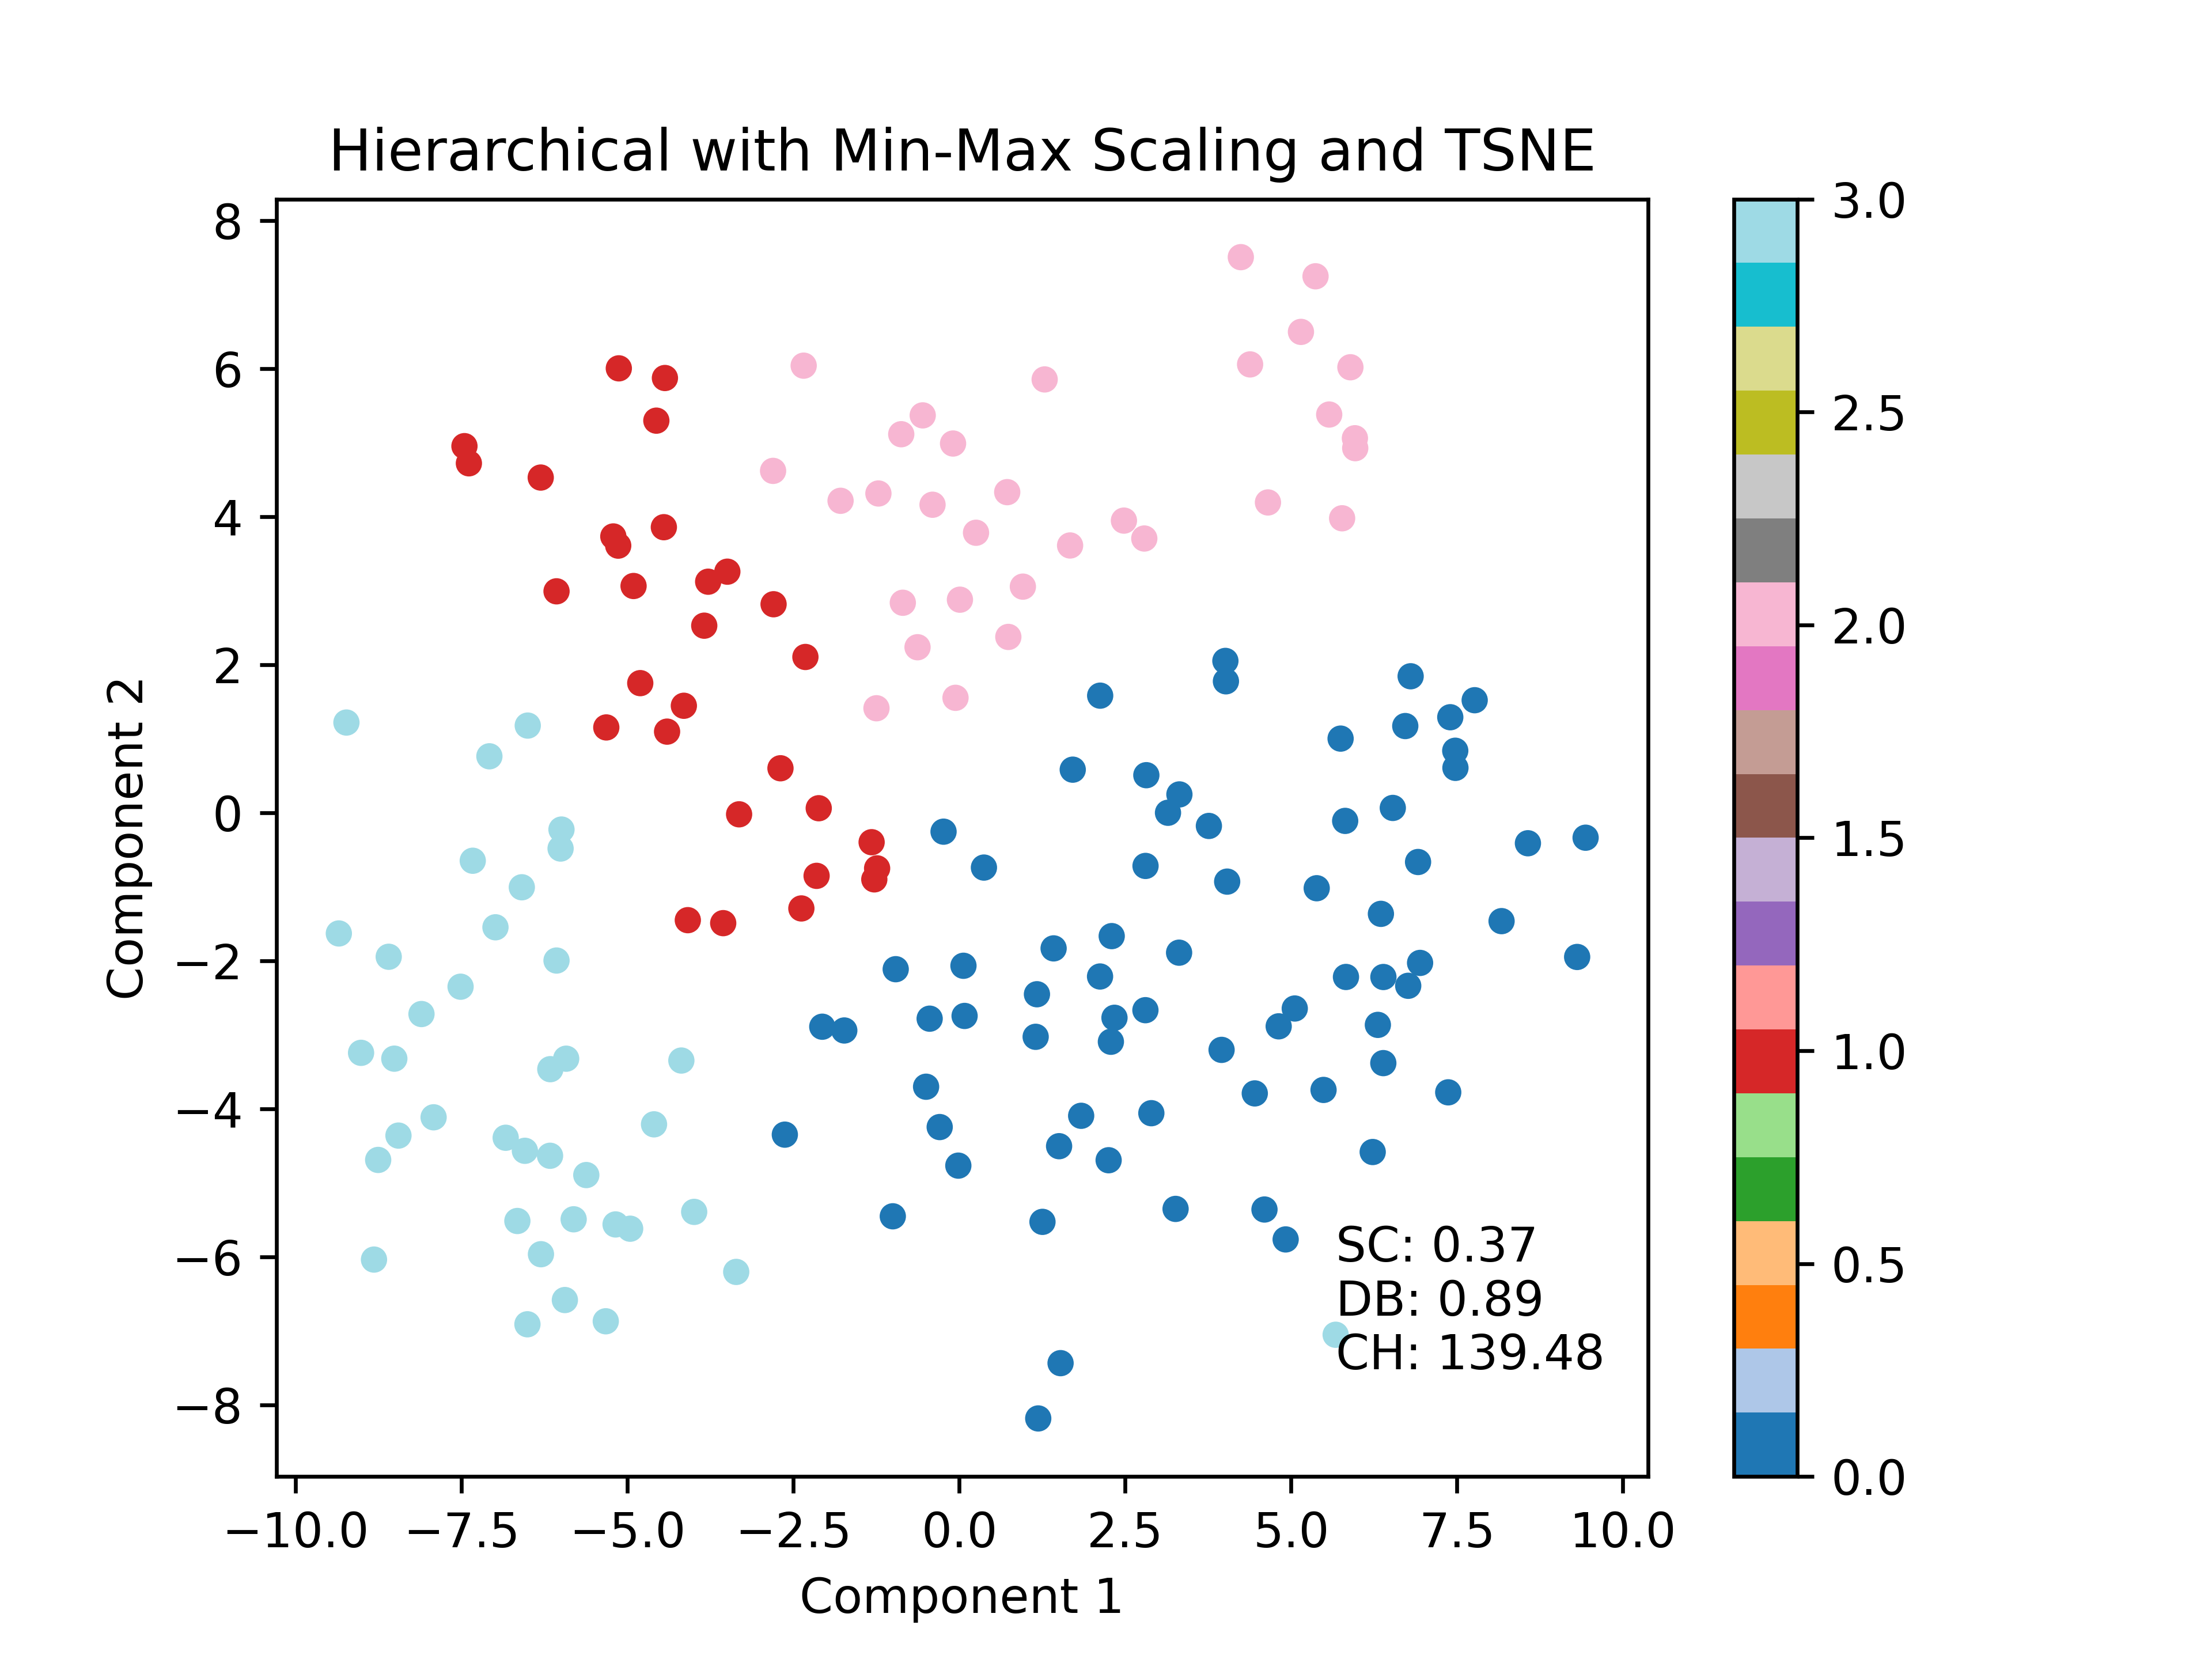 Hierarchical with Min-Max Scaling and TSNE
8
6
4
2
0
−2
−4
−6
−8
Component 2
−10.0 −7.5 −5.0 −2.5 0.0 2.5 5.0 7.5 10.0
Component 1
SC: 0.37
DB: 0.89
CH: 139.48
3.0
2.5
2.0
1.5
1.0
0.5
0.0